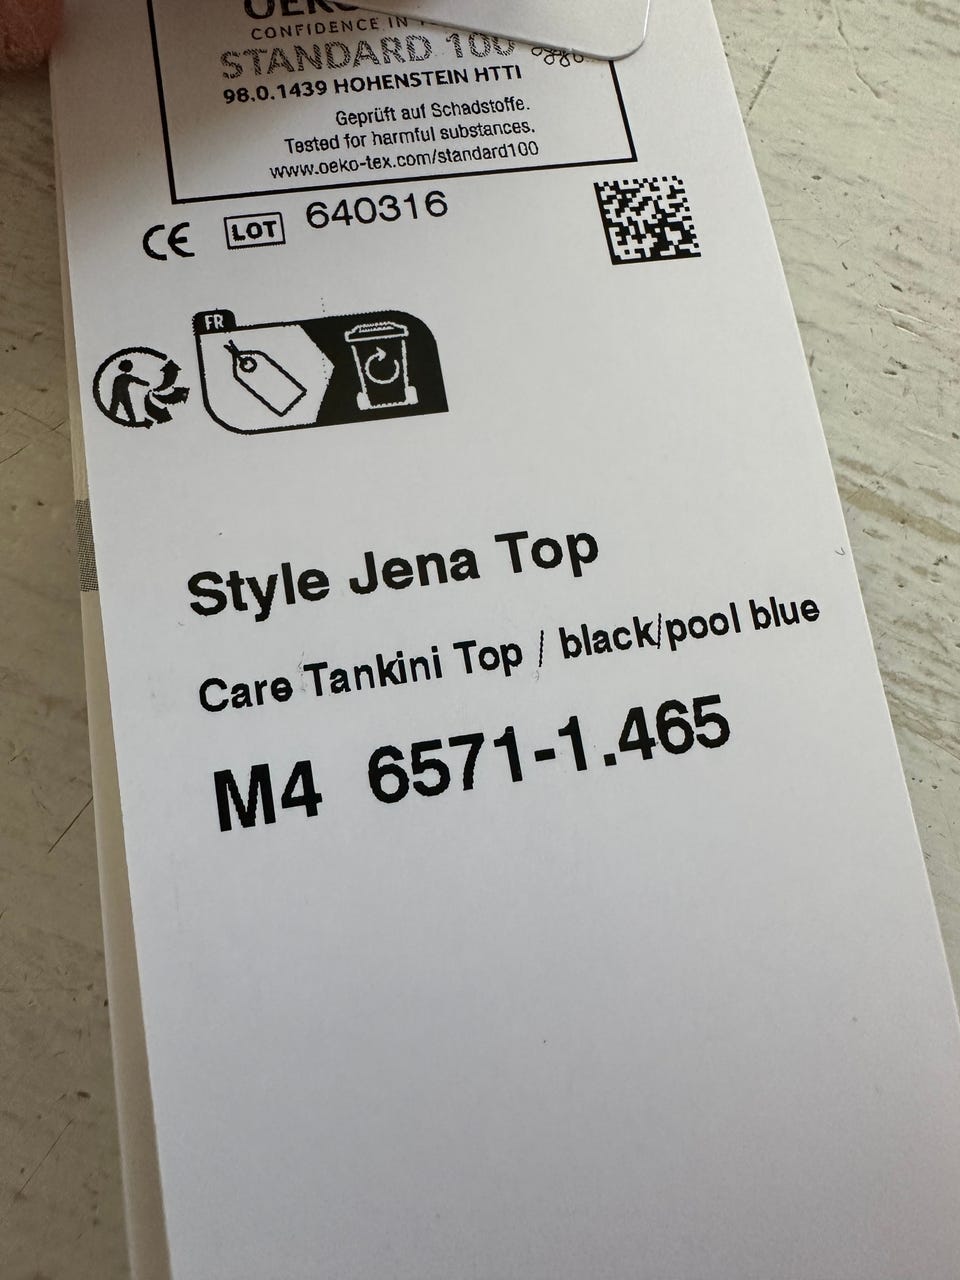 CONFIDENCE IN
STANDARD 100
98.0.1439 HOHENSTEIN HTTI
Geprüft auf Schadstoffe.
Tested for harmful substances.
www.oeko-tex.com/standard100
CE LOT 640316
FR
Style Jena Top
Care Tankini Top / black/pool blue
M4 6571-1.465